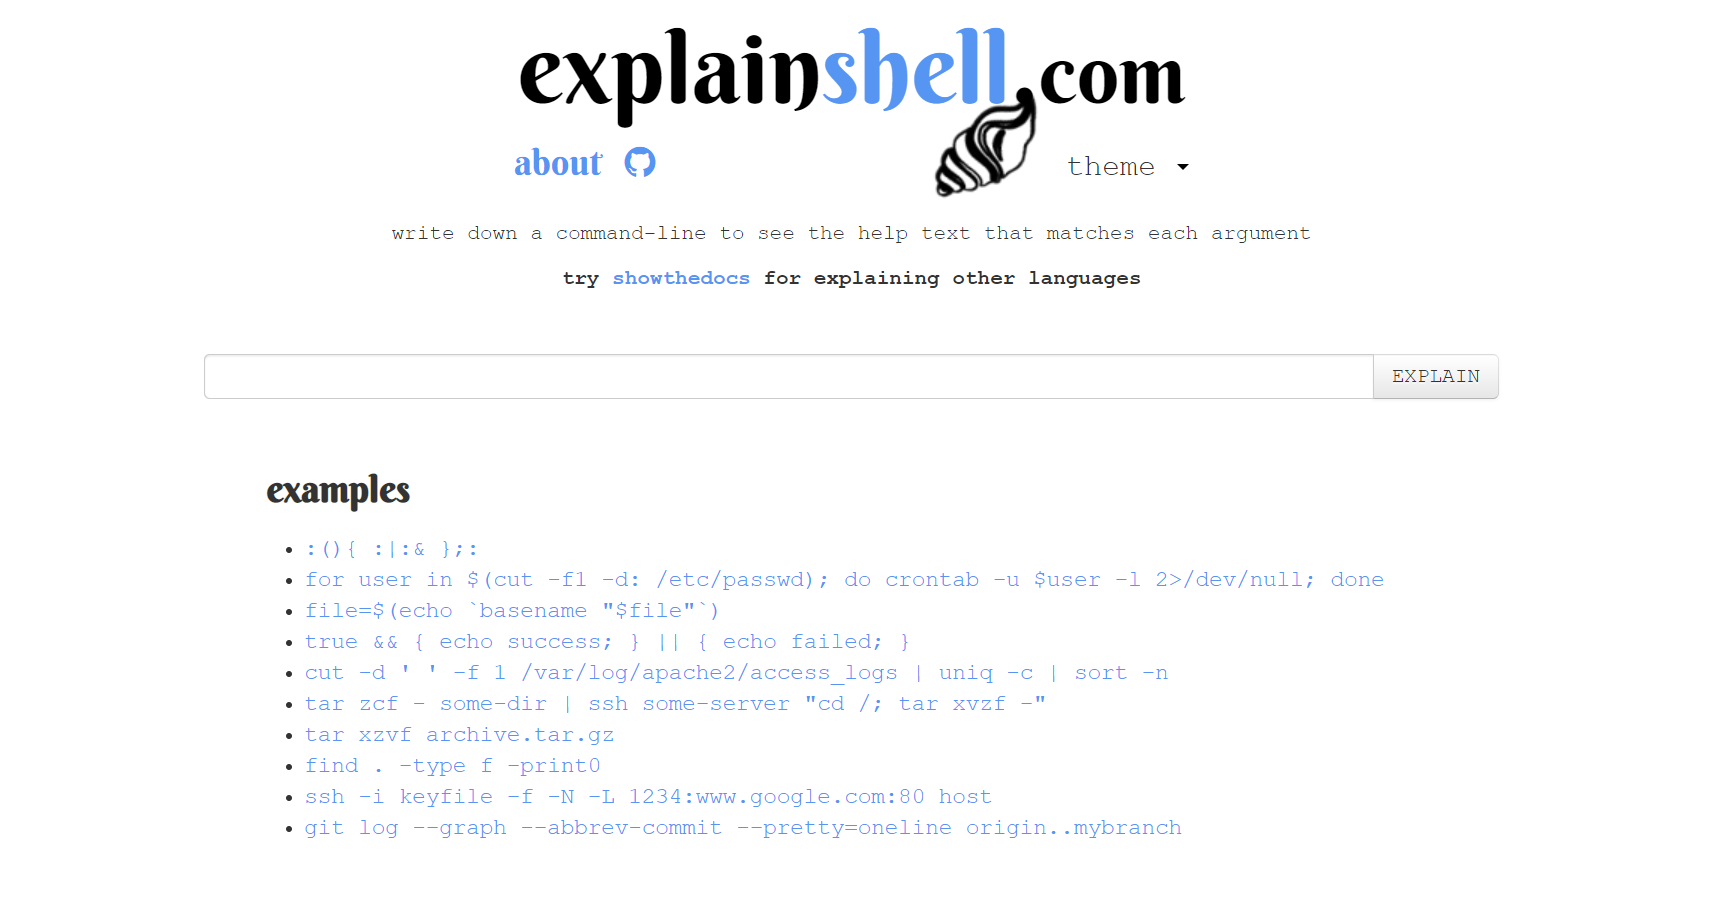 explainshell.com
about
theme
write down a command-line to see the help text that matches each argument
try showthedocs for explaining other languages
EXPLAIN
examples
:(){ :|:& };:
for user in $(cut -f1 -d: /etc/passwd); do crontab -u $user -l 2>/dev/null; done
file=$(echo `basename "$file"`)
true && { echo success; } || { echo failed; }
cut -d ' ' -f 1 /var/log/apache2/access_logs | uniq -c | sort -n
tar zcf - some-dir | ssh some-server "cd /; tar xvzf -"
tar xzvf archive.tar.gz
find . -type f -print0
ssh -i keyfile -f -N -L 1234:www.google.com:80 host
git log --graph --abbrev-commit --pretty=oneline origin..mybranch